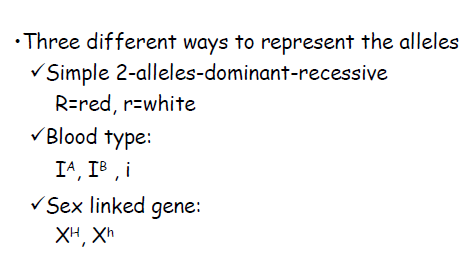 •Three different ways to represent the alleles
✓Simple 2-alleles-dominant-recessive
R=red, r=white
✓Blood type:
Iᴬ, Iᴮ , i
✓Sex linked gene:
Xᴴ, Xʰ